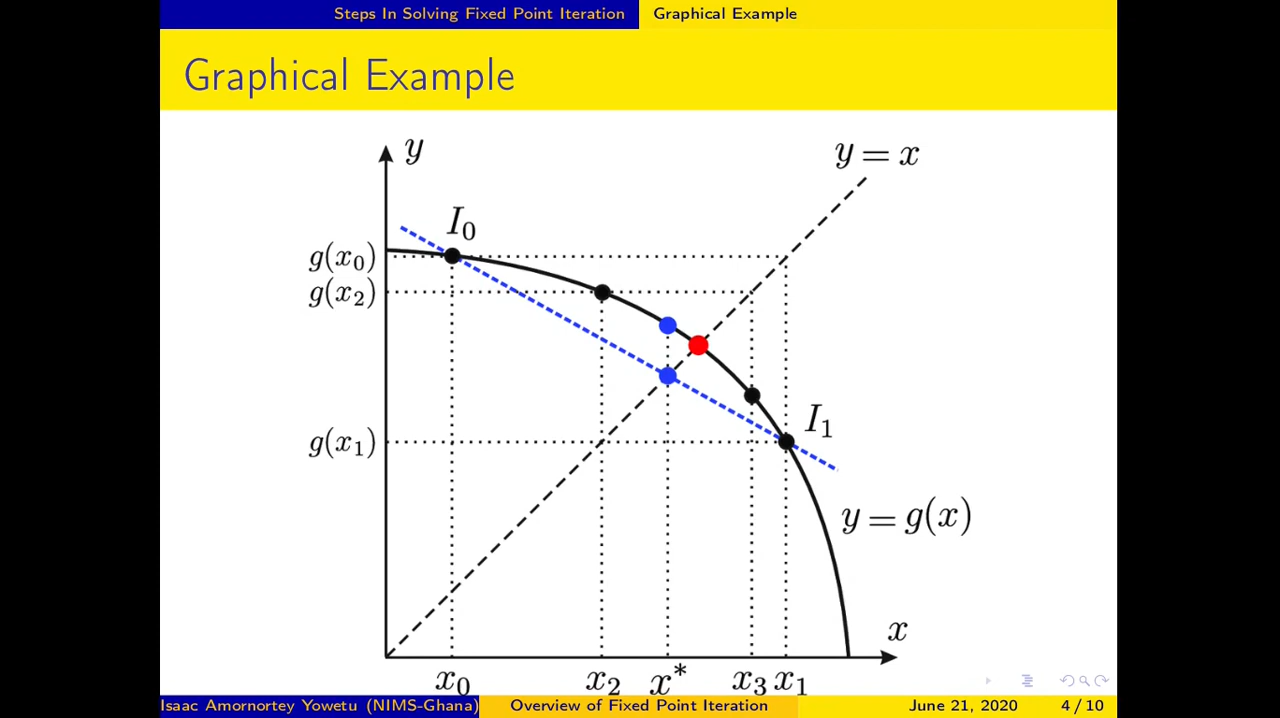 Steps In Solving Fixed Point Iteration Graphical Example
Graphical Example
y
y = x
I₀
g(x₀)
g(x₂)
g(x₁)
I₁
y = g(x)
x
x₀ x₂ x* x₃ x₁
Isaac Amornortey Yowetu (NIMS-Ghana) Overview of Fixed Point Iteration June 21, 2020 4 / 10